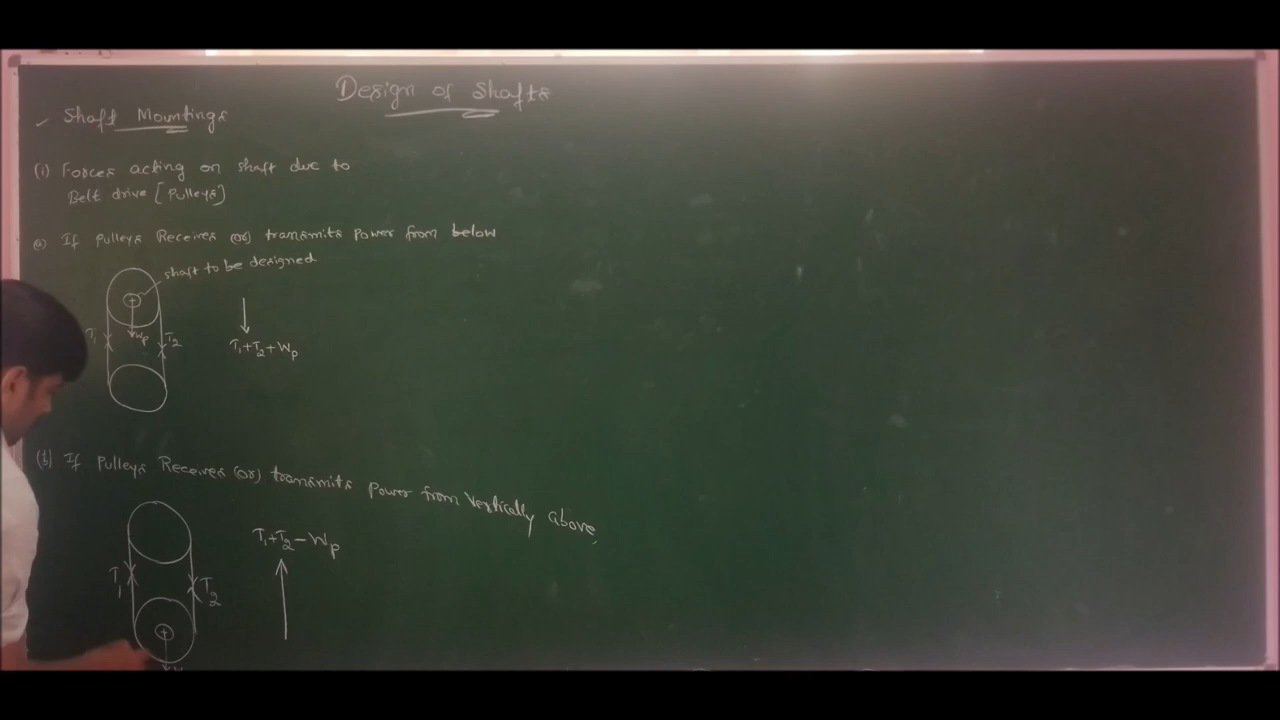 Design of Shafts
Shaft Mountings
(i) Forces acting on shaft due to
Belt drive [Pulleys]
(a) If Pulleys Receives (or) transmits Power from below
shaft to be designed
T1 Wp T2
T1+T2+Wp
(b) If Pulleys Receives (or) transmits Power from Vertically above,
T1+T2-Wp
T1 T2